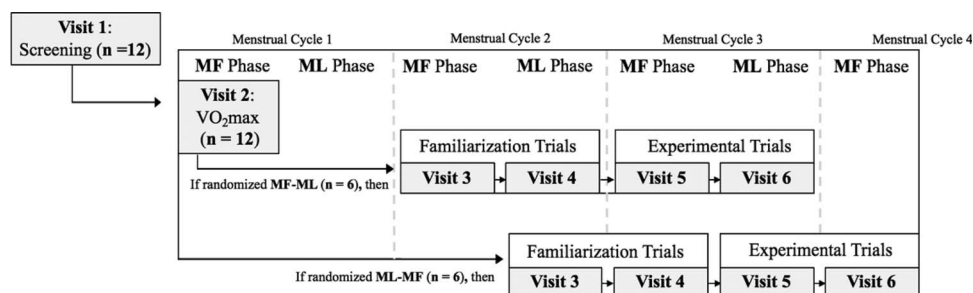 Visit 1:
Screening (n =12)
Menstrual Cycle 1
Menstrual Cycle 2
Menstrual Cycle 3
Menstrual Cycle 4
MF Phase
ML Phase
MF Phase
ML Phase
MF Phase
ML Phase
MF Phase
Visit 2:
VO₂max
(n = 12)
If randomized MF-ML (n = 6), then
Familiarization Trials
Visit 3
Visit 4
Experimental Trials
Visit 5
Visit 6
If randomized ML-MF (n = 6), then
Familiarization Trials
Visit 3
Visit 4
Experimental Trials
Visit 5
Visit 6